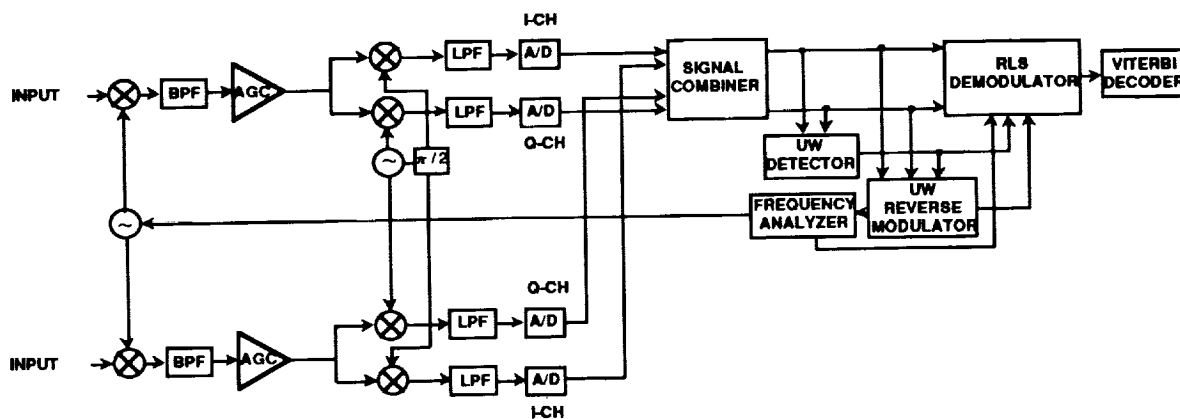 I-CH
LPF
A/D
SIGNAL
COMBINER
RLS
DEMODULATOR
VITERBI
DECODER
INPUT
BPF
AGC
LPF
A/D
Q-CH
~
π/2
UW
DETECTOR
FREQUENCY
ANALYZER
UW
REVERSE
MODULATOR
~
Q-CH
LPF
A/D
INPUT
BPF
AGC
LPF
A/D
I-CH